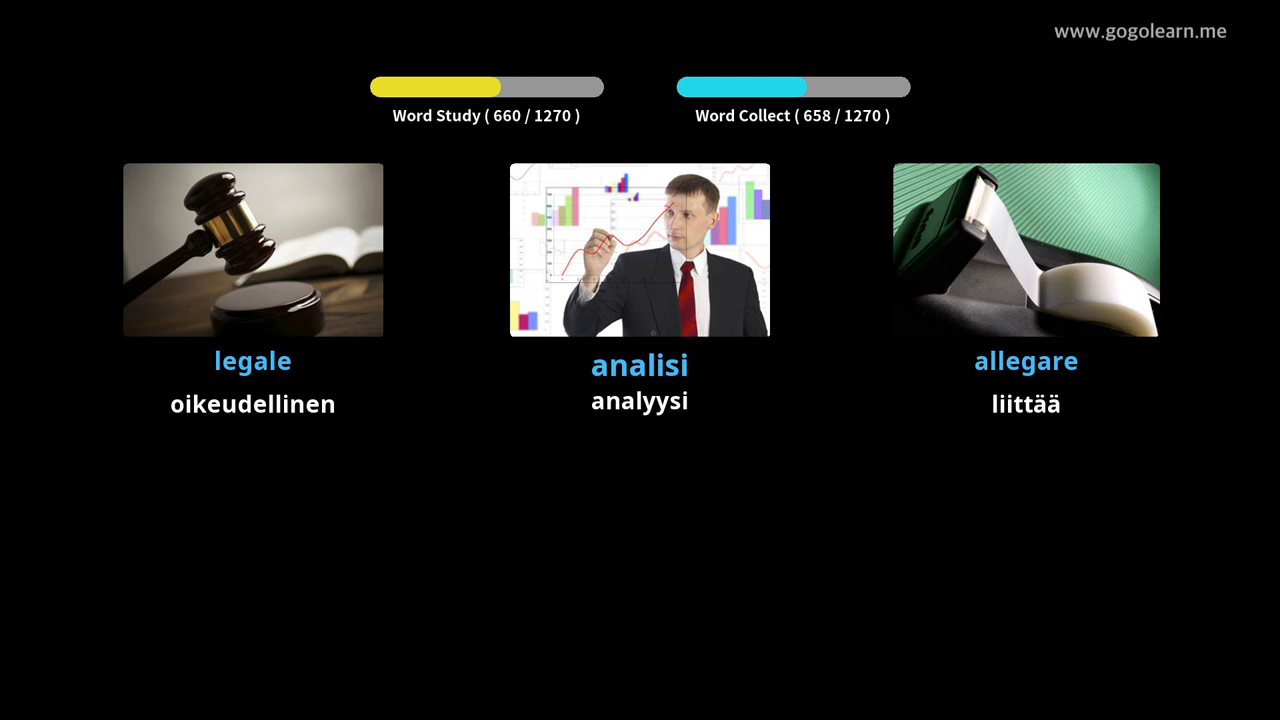 www.gogolearn.me
Word Study ( 660 / 1270 )
Word Collect ( 658 / 1270 )
legale
analisi
allegare
oikeudellinen
analyysi
liittää